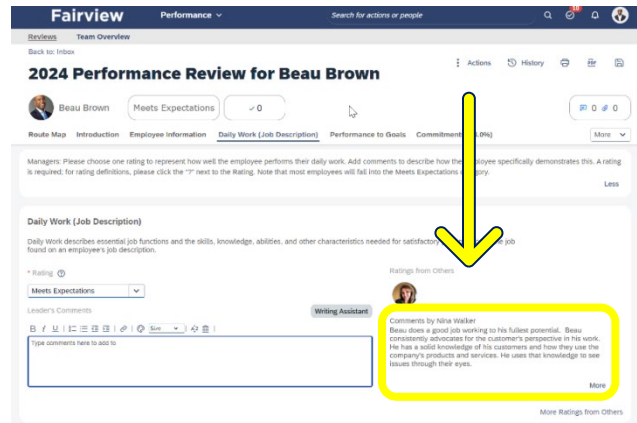 Fairview Performance Search for actions or people 18
Reviews Team Overview
Back to: Inbox
2024 Performance Review for Beau Brown
Actions History
Beau Brown Meets Expectations 0 0 0
Route Map Introduction Employee Information Daily Work (Job Description) Performance to Goals More
Managers: Please choose one rating to represent how well the employee performs their daily work. Add comments to describe how the employee specifically demonstrates this. A rating
is required; for rating definitions, please click the "?" next to the Rating. Note that most employees will fall into the Meets Expectations category.
Less
Daily Work (Job Description)
Daily Work describes essential job functions and the skills, knowledge, abilities, and other characteristics needed for job
found on an employee's job description.
* Rating
Ratings from Others
Meets Expectations
Leader's Comments Writing Assistant
B I U Size
Type comments here to add to
Comments by Nina Walker
Beau does a good job working to his fullest potential. Beau
consistently advocates for the customer's perspective in his work.
He has a solid knowledge of his customers and how they use the
company's products and services. He uses that knowledge to see
issues through their eyes.
More
More Ratings from Others